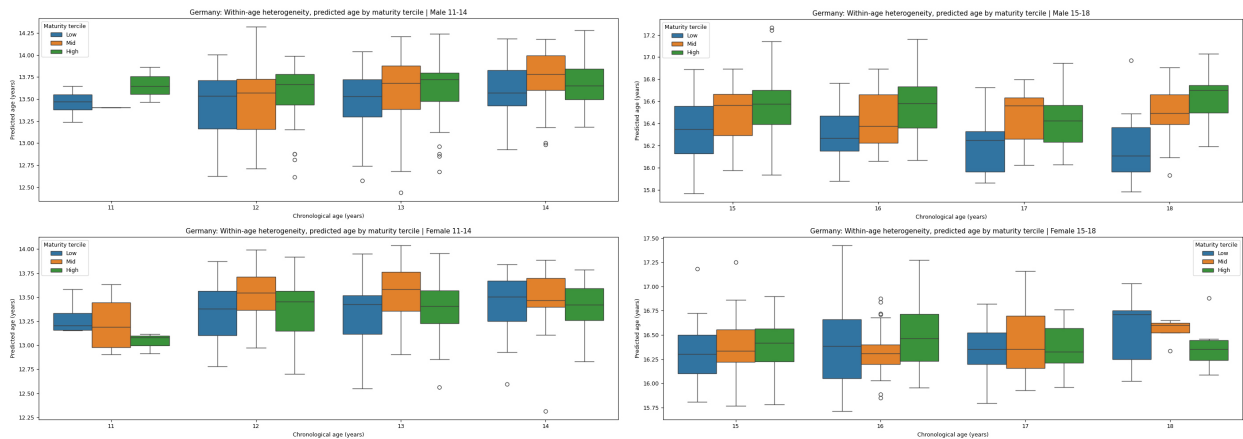 Germany: Within-age heterogeneity, predicted age by maturity tercile | Male 11-14
Maturity tercile
Low
Mid
High
Predicted age (years)
14.25
14.00
13.75
13.50
13.25
13.00
12.75
12.50
11
12
13
14
Chronological age (years)
Germany: Within-age heterogeneity, predicted age by maturity tercile | Male 15-18
Maturity tercile
Low
Mid
High
Predicted age (years)
17.2
17.0
16.8
16.6
16.4
16.2
16.0
15.8
15
16
17
18
Chronological age (years)
Germany: Within-age heterogeneity, predicted age by maturity tercile | Female 11-14
Maturity tercile
Low
Mid
High
Predicted age (years)
14.00
13.75
13.50
13.25
13.00
12.75
12.50
12.25
11
12
13
14
Chronological age (years)
Germany: Within-age heterogeneity, predicted age by maturity tercile | Female 15-18
Maturity tercile
Low
Mid
High
Predicted age (years)
17.50
17.25
17.00
16.75
16.50
16.25
16.00
15.75
15
16
17
18
Chronological age (years)